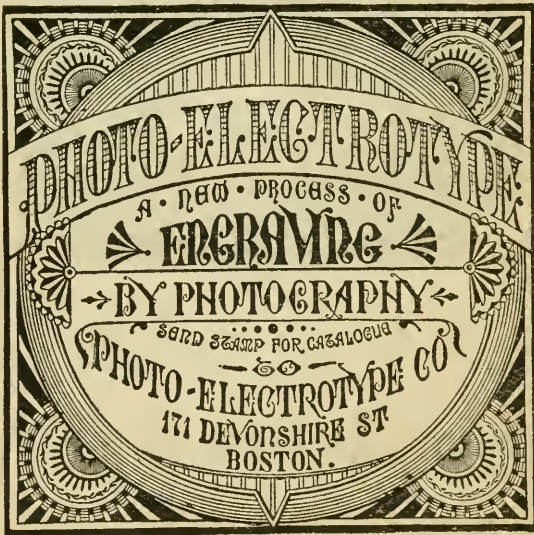 PHOTO-ELECTROTYPE
A · NEW · PROCESS · OF
ENGRAVING
BY PHOTOGRAPHY
SEND STAMP FOR CATALOGUE
TO
PHOTO-ELECTROTYPE CO
171 DEVONSHIRE ST
BOSTON.